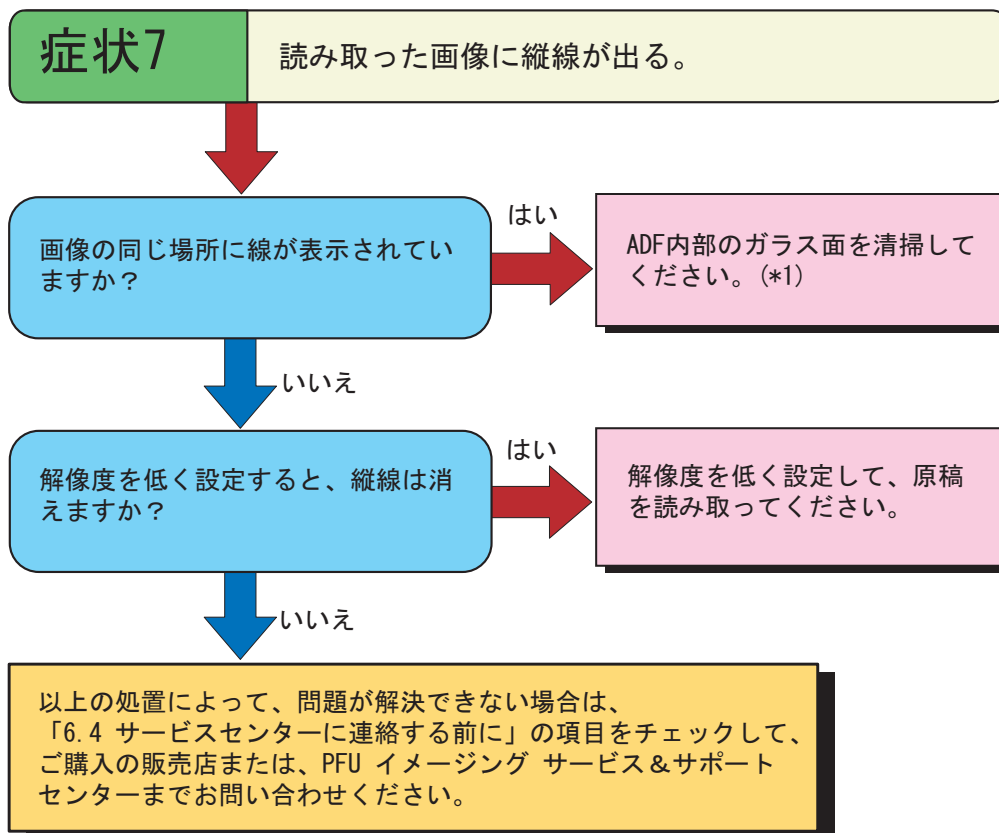 症状7
読み取った画像に縦線が出る。
画像の同じ場所に線が表示されてい
ますか？
はい
ADF内部のガラス面を清掃して
ください。(*1)
いいえ
解像度を低く設定すると、縦線は消
えますか？
はい
解像度を低く設定して、原稿
を読み取ってください。
いいえ
以上の処置によって、問題が解決できない場合は、
「6.4 サービスセンターに連絡する前に」の項目をチェックして、
ご購入の販売店または、PFU イメージング サービス＆サポート
センターまでお問い合わせください。